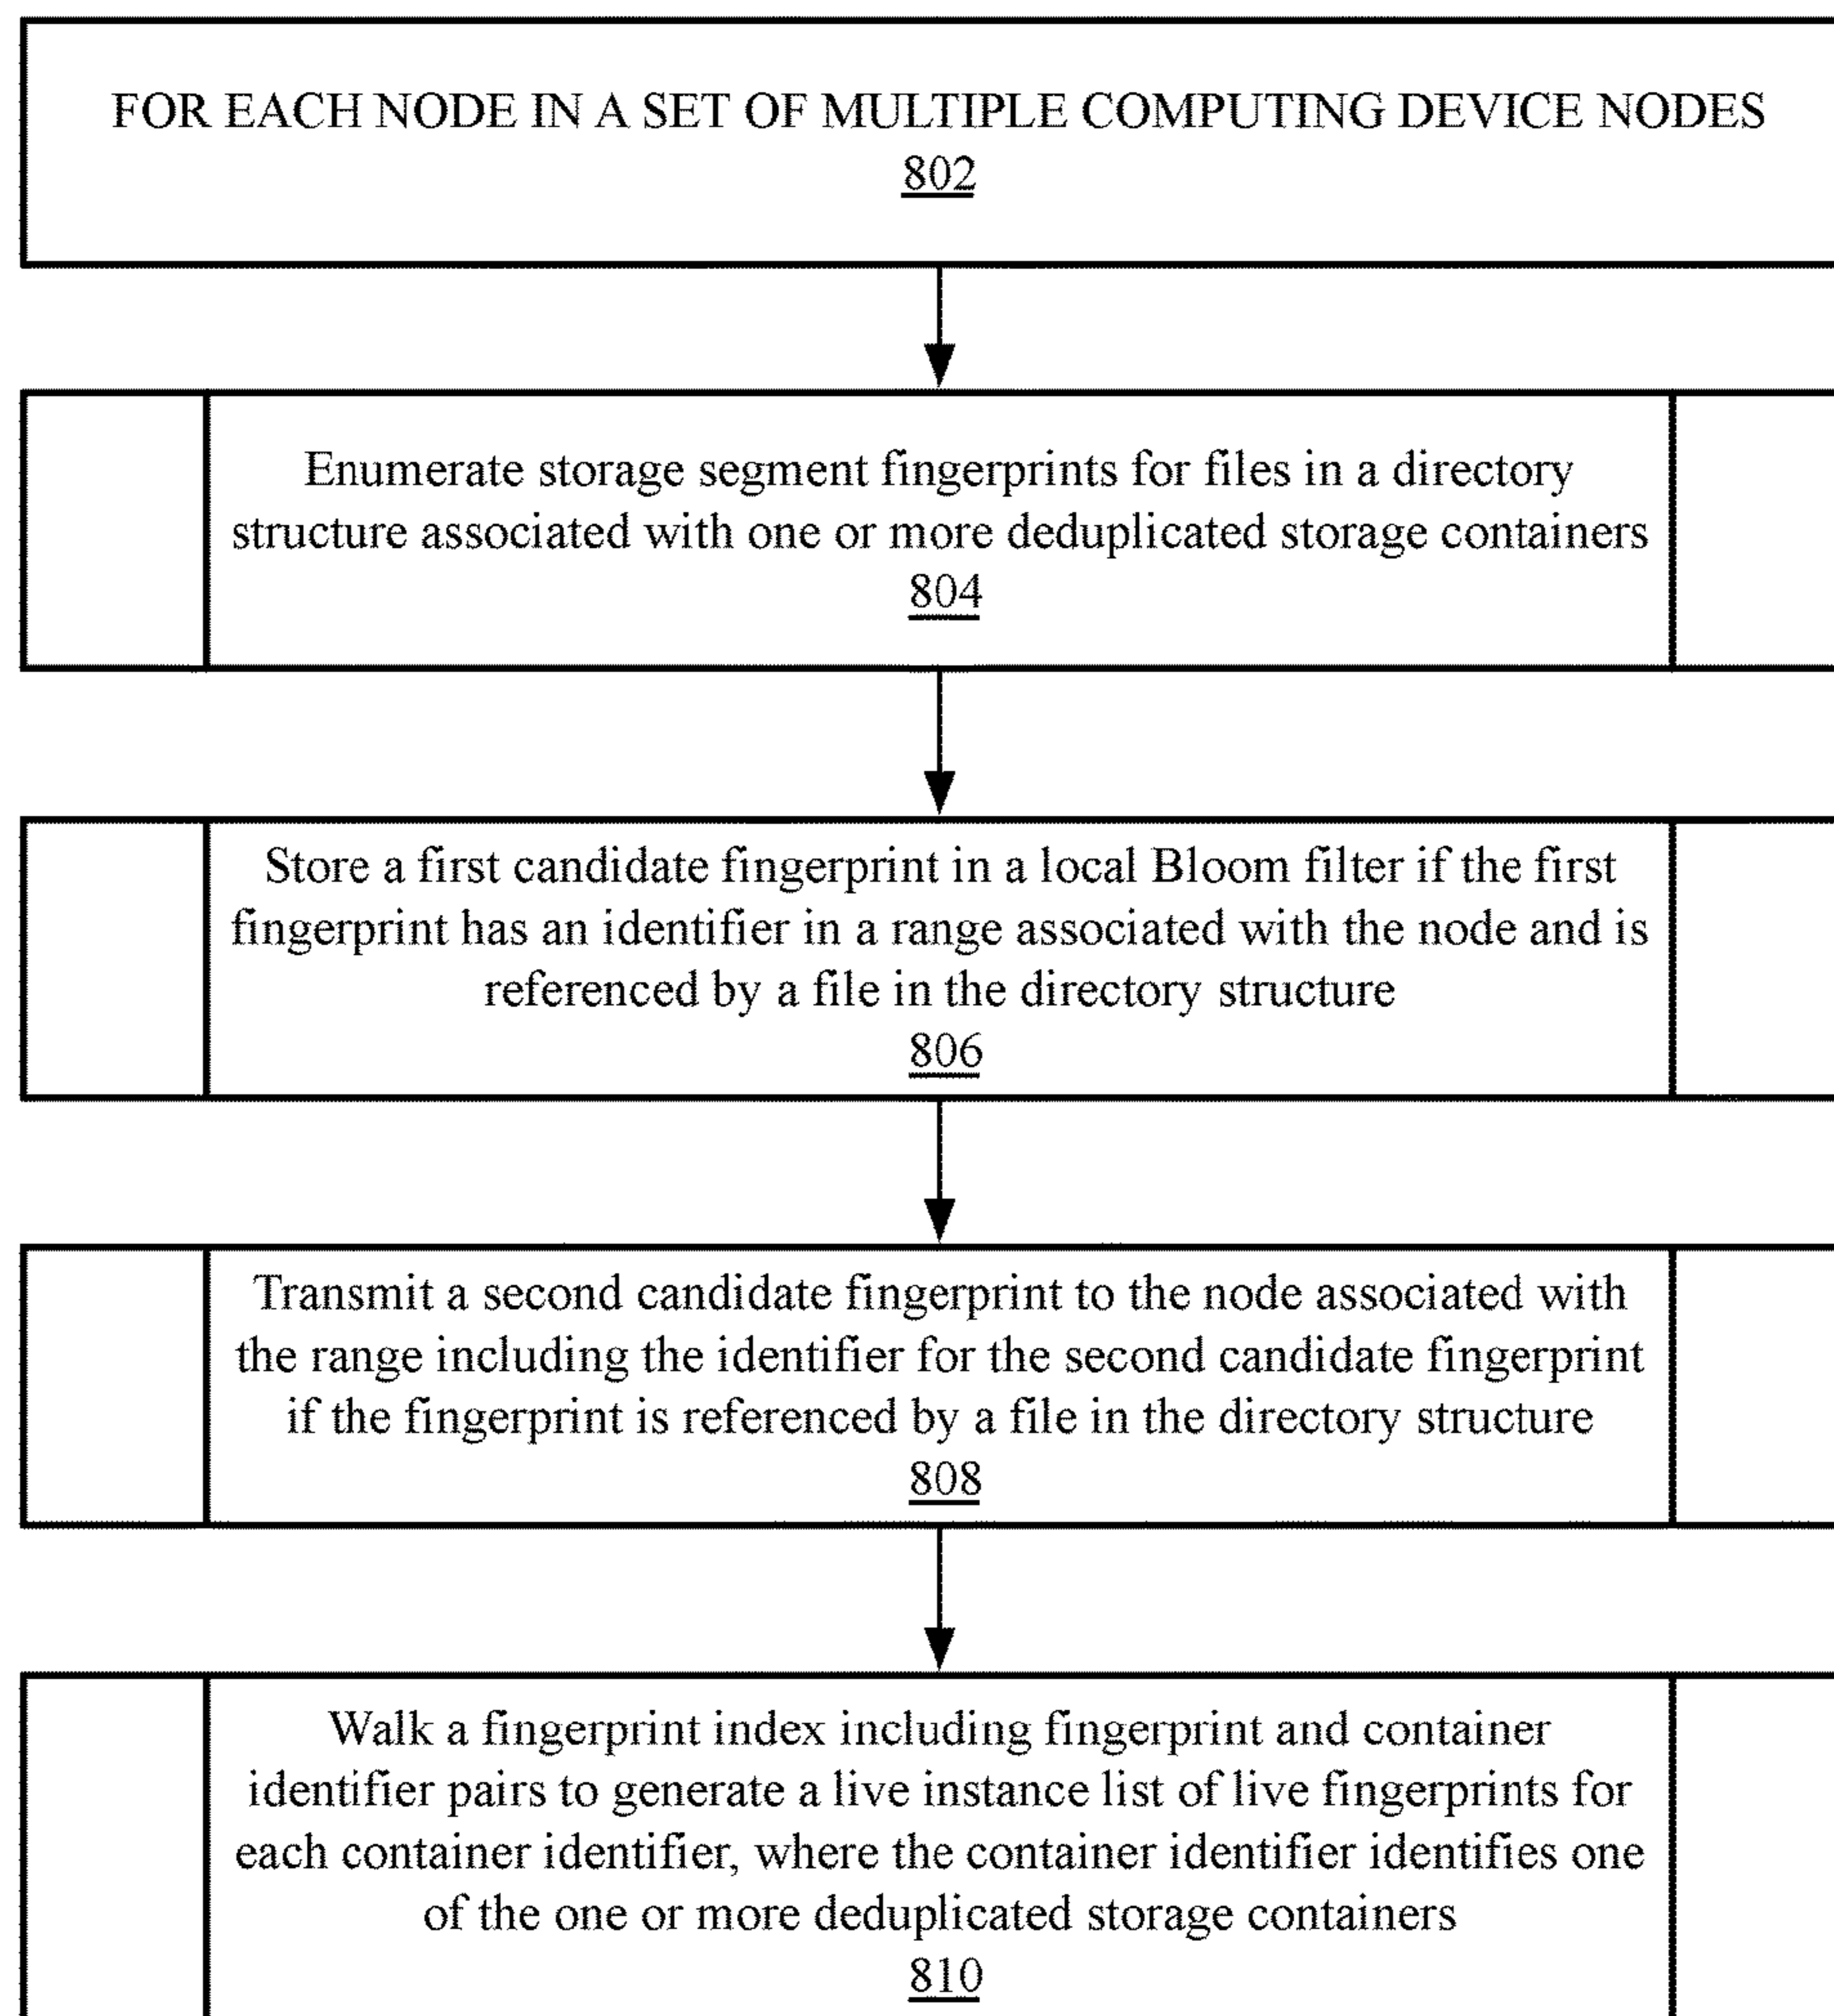 FOR EACH NODE IN A SET OF MULTIPLE COMPUTING DEVICE NODES
802
Enumerate storage segment fingerprints for files in a directory
structure associated with one or more deduplicated storage containers
804
Store a first candidate fingerprint in a local Bloom filter if the first
fingerprint has an identifier in a range associated with the node and is
referenced by a file in the directory structure
806
Transmit a second candidate fingerprint to the node associated with
the range including the identifier for the second candidate fingerprint
if the fingerprint is referenced by a file in the directory structure
808
Walk a fingerprint index including fingerprint and container
identifier pairs to generate a live instance list of live fingerprints for
each container identifier, where the container identifier identifies one
of the one or more deduplicated storage containers
810